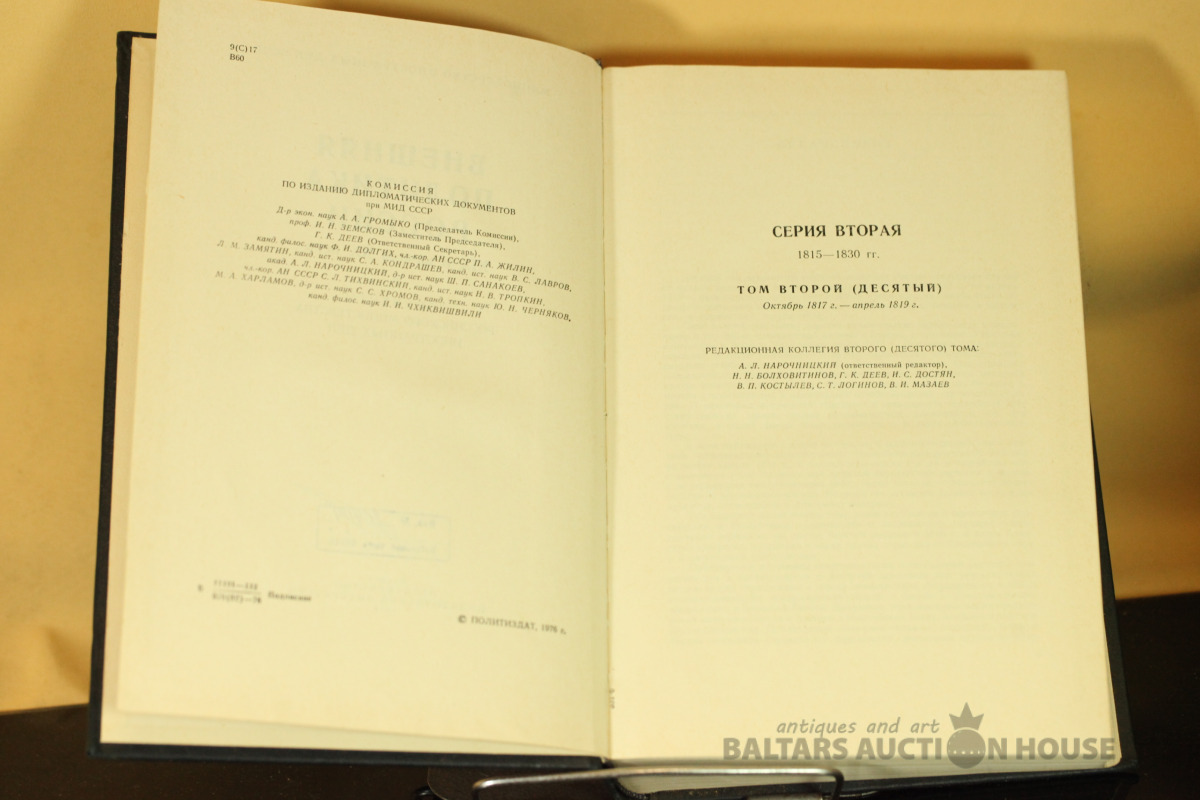 9(С)17
В60
КОМИССИЯ
ПО ИЗДАНИЮ ДИПЛОМАТИЧЕСКИХ ДОКУМЕНТОВ
при МИД СССР
Д-р экон. наук А. А. ГРОМЫКО (Председатель Комиссии),
проф. И. Н. ЗЕМСКОВ (Заместитель Председателя),
Г. К. ДЕЕВ (Ответственный Секретарь),
канд. филос. наук Ф. И. ДОЛГИХ, чл.-кор. АН СССР П. А. ЖИЛИН,
Л. М. ЗАМЯТИН, канд. ист. наук С. А. КОНДРАШЕВ, канд. ист. наук В. С. ЛАВРОВ,
акад. А. Л. НАРОЧНИЦКИЙ, д-р ист. наук Ш. П. САНАКОЕВ,
чл.-кор. АН СССР С. Л. ТИХВИНСКИЙ, канд. ист. наук Н. В. ТРОПКИН,
М. А. ХАРЛАМОВ, д-р ист. наук С. С. ХРОМОВ, канд. техн. наук Ю. Н. ЧЕРНЯКОВ,
канд. филос. наук Н. И. ЧХИКВИШВИЛИ
© ПОЛИТИЗДАТ, 1976 г.
СЕРИЯ ВТОРАЯ
1815—1830 гг.
ТОМ ВТОРОЙ (ДЕСЯТЫЙ)
Октябрь 1817 г. — апрель 1819 г.
РЕДАКЦИОННАЯ КОЛЛЕГИЯ ВТОРОГО (ДЕСЯТОГО) ТОМА:
А. Л. НАРОЧНИЦКИЙ (ответственный редактор),
Н. Н. БОЛХОВИТИНОВ, Г. К. ДЕЕВ, И. С. ДОСТЯН,
В. П. КОСТЫЛЕВ, С. Т. ЛОГИНОВ, В. И. МАЗАЕВ
antiques and art
BALTARS AUCTION HOUSE